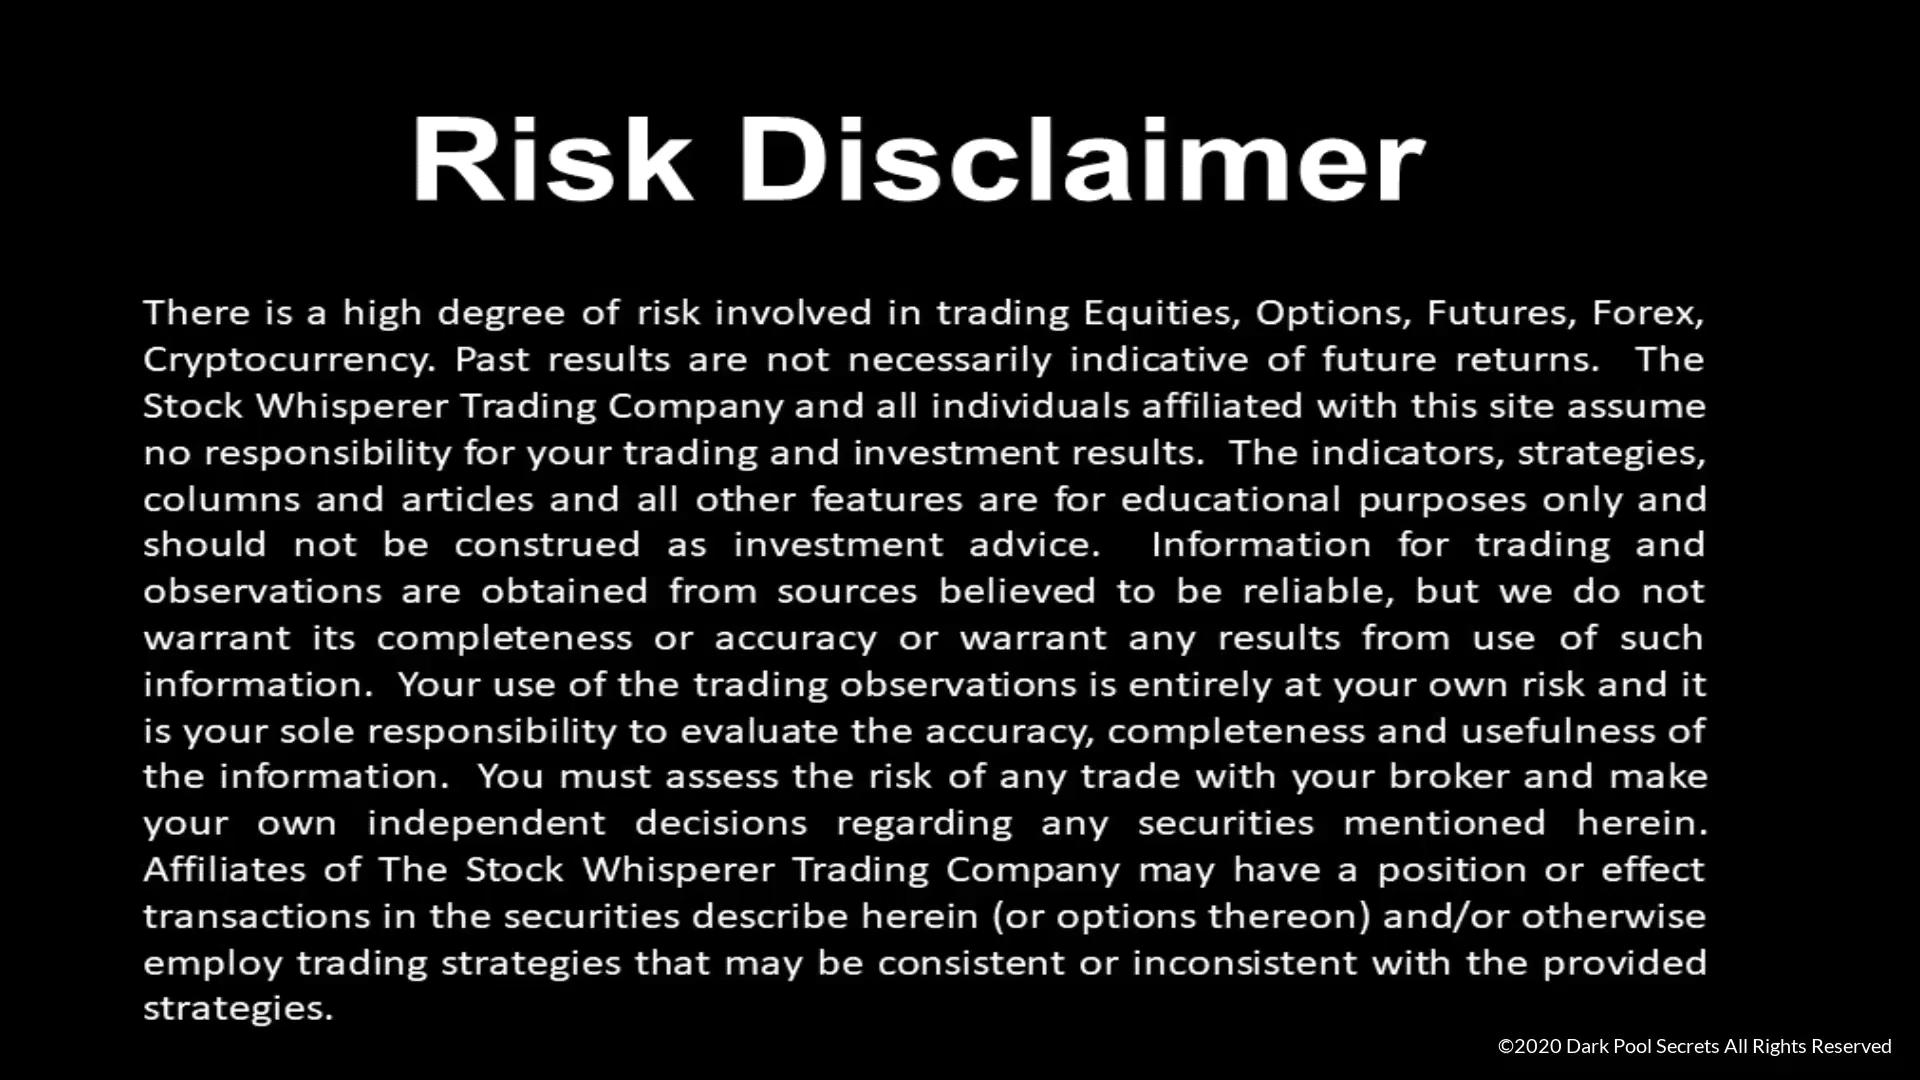 Risk Disclaimer
There is a high degree of risk involved in trading Equities, Options, Futures, Forex,
Cryptocurrency. Past results are not necessarily indicative of future returns. The
Stock Whisperer Trading Company and all individuals affiliated with this site assume
no responsibility for your trading and investment results. The indicators, strategies,
columns and articles and all other features are for educational purposes only and
should not be construed as investment advice. Information for trading and
observations are obtained from sources believed to be reliable, but we do not
warrant its completeness or accuracy or warrant any results from use of such
information. Your use of the trading observations is entirely at your own risk and it
is your sole responsibility to evaluate the accuracy, completeness and usefulness of
the information. You must assess the risk of any trade with your broker and make
your own independent decisions regarding any securities mentioned herein.
Affiliates of The Stock Whisperer Trading Company may have a position or effect
transactions in the securities describe herein (or options thereon) and/or otherwise
employ trading strategies that may be consistent or inconsistent with the provided
strategies.
©2020 Dark Pool Secrets All Rights Reserved